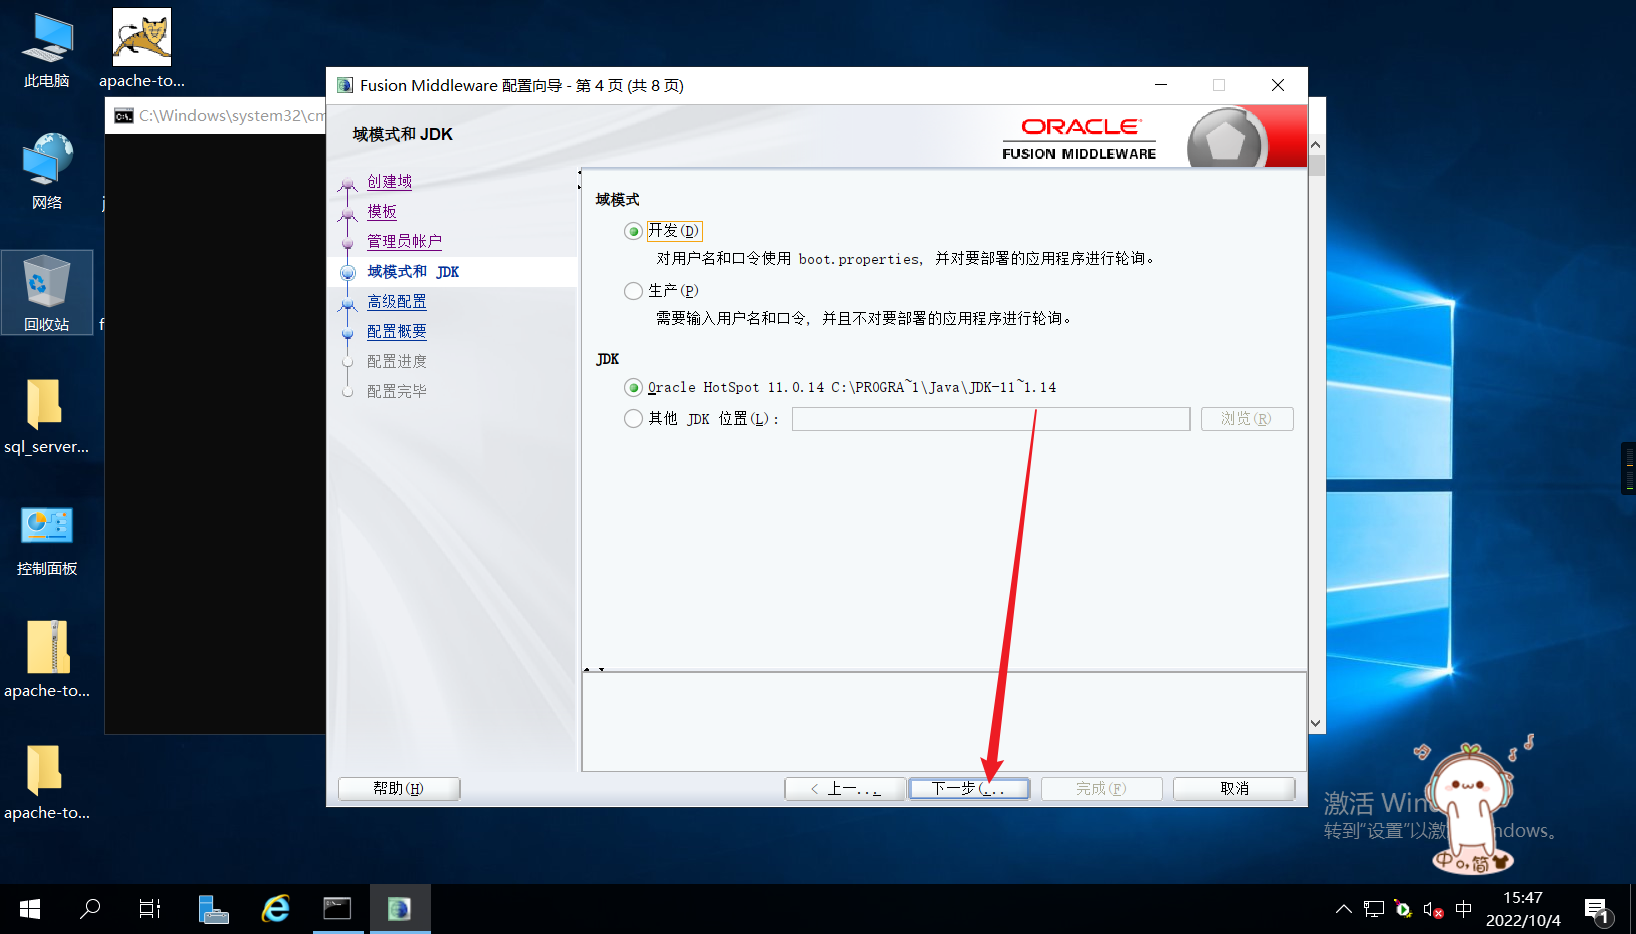 此电脑
apache-to...
网络
回收站
sql_server...
控制面板
apache-to...
apache-to...
C:\Windows\system32\cm
j
f
Fusion Middleware 配置向导 - 第 4 页 (共 8 页)
域模式和 JDK
ORACLE
FUSION MIDDLEWARE
创建域
模板
管理员帐户
域模式和 JDK
高级配置
配置概要
配置进度
配置完毕
域模式
开发(D)
对用户名和口令使用 boot.properties, 并对要部署的应用程序进行轮询。
生产(P)
需要输入用户名和口令, 并且不对要部署的应用程序进行轮询。
JDK
Oracle HotSpot 11.0.14 C:\PROGRA~1\Java\JDK-11~1.14
其他 JDK 位置(L):
浏览(R)
帮助(H)
< 上一...
下一步(...
完成(F)
取消
激活 Win
转到"设置"以激 ndows。
中 简
中
15:47
2022/10/4
1